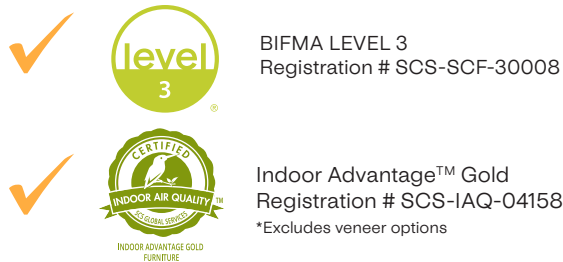 level
3
®
BIFMA LEVEL 3
Registration # SCS-SCF-30008
CERTIFIED
INDOOR AIR QUALITY
TM
SCS GLOBAL SERVICES
INDOOR ADVANTAGE GOLD
FURNITURE
Indoor Advantage™ Gold
Registration # SCS-IAQ-04158
*Excludes veneer options